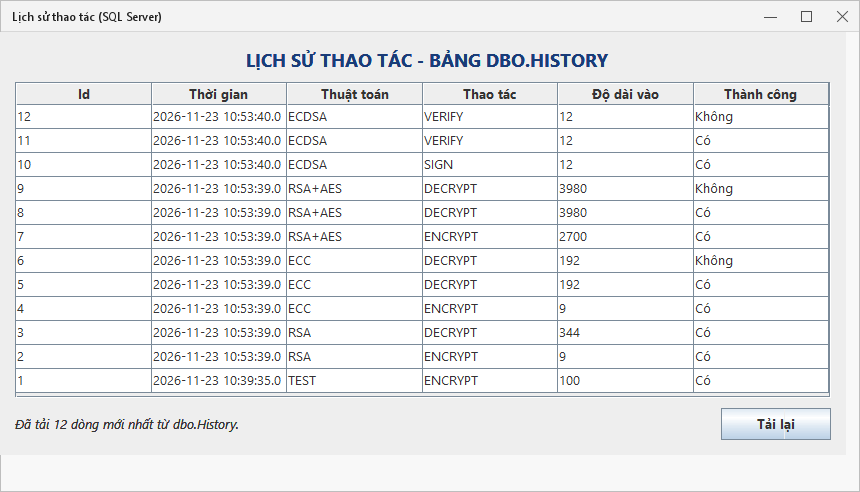 Lịch sử thao tác (SQL Server)
LỊCH SỬ THAO TÁC - BẢNG DBO.HISTORY
Id Thời gian Thuật toán Thao tác Độ dài vào Thành công
12 2026-11-23 10:53:40.0 ECDSA VERIFY 12 Không
11 2026-11-23 10:53:40.0 ECDSA VERIFY 12 Có
10 2026-11-23 10:53:40.0 ECDSA SIGN 12 Có
9 2026-11-23 10:53:39.0 RSA+AES DECRYPT 3980 Không
8 2026-11-23 10:53:39.0 RSA+AES DECRYPT 3980 Có
7 2026-11-23 10:53:39.0 RSA+AES ENCRYPT 2700 Có
6 2026-11-23 10:53:39.0 ECC DECRYPT 192 Không
5 2026-11-23 10:53:39.0 ECC DECRYPT 192 Có
4 2026-11-23 10:53:39.0 ECC ENCRYPT 9 Có
3 2026-11-23 10:53:39.0 RSA DECRYPT 344 Có
2 2026-11-23 10:53:39.0 RSA ENCRYPT 9 Có
1 2026-11-23 10:39:35.0 TEST ENCRYPT 100 Có
Đã tải 12 dòng mới nhất từ dbo.History.
Tải lại